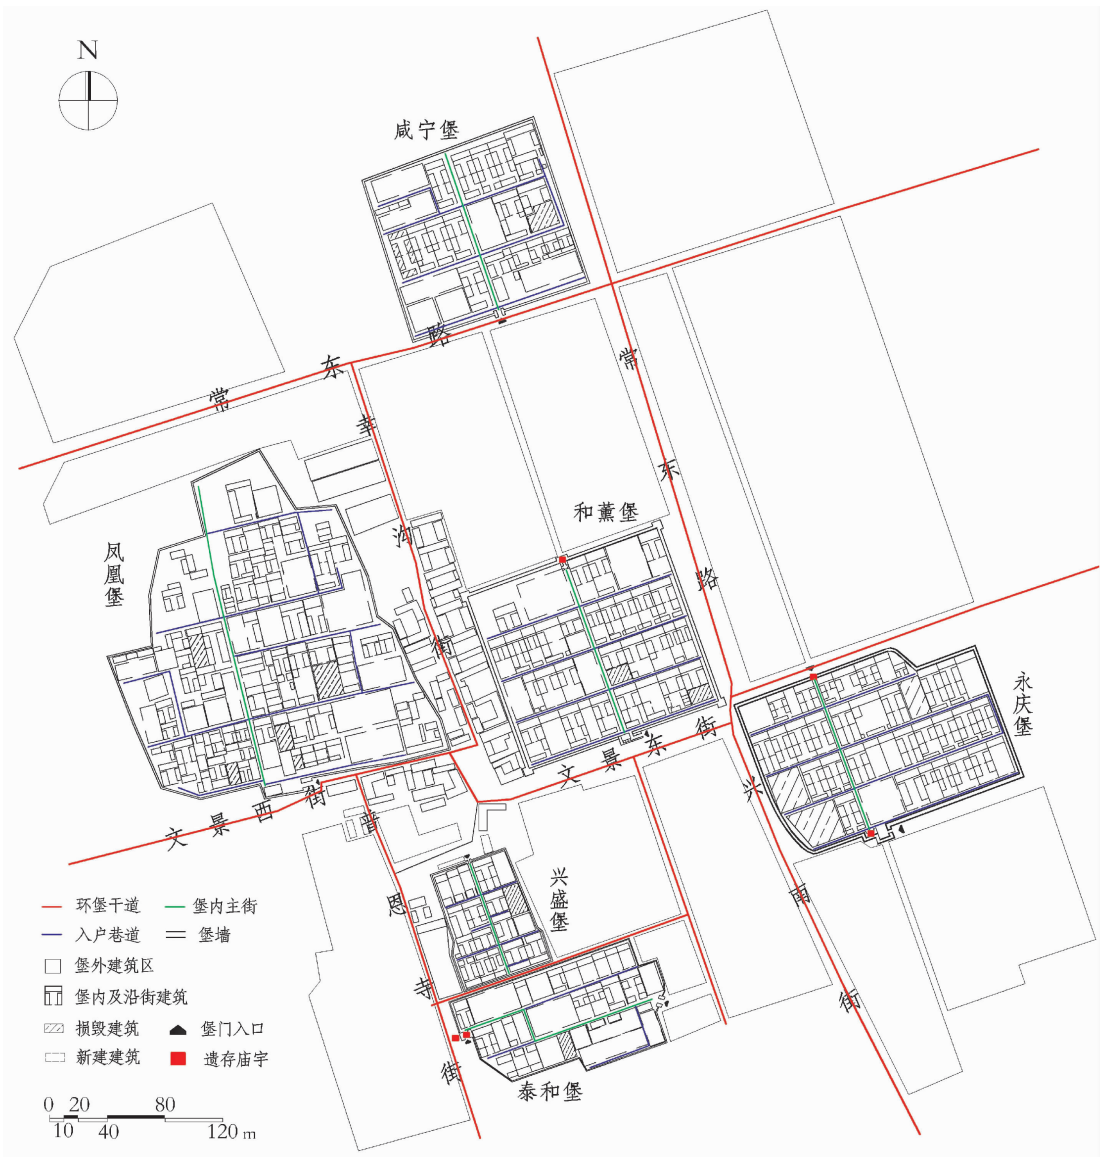 N
咸宁堡
常东路
常东路
幸沟街
和薰堡
凤凰堡
永庆堡
文景东街
文景西街
兴雨街
普恩寺街
兴盛堡
泰和堡
环堡干道
堡内主街
入户巷道
堡墙
堡外建筑区
堡内及沿街建筑
损毁建筑
堡门入口
新建建筑
遗存庙宇
0 20 80
10 40 120 m